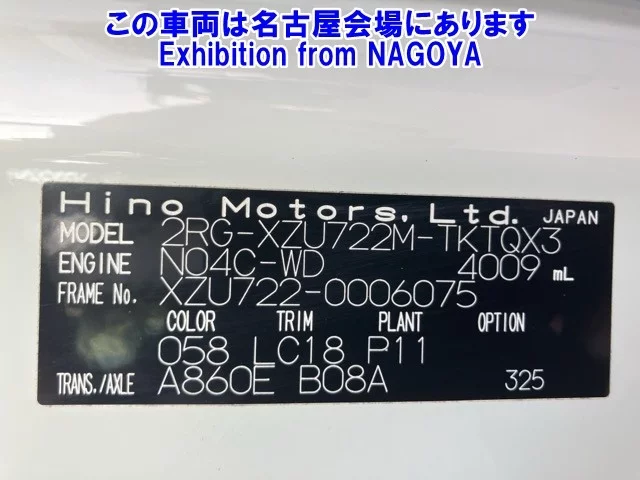 この車両は名古屋会場にあります
Exhibition from NAGOYA
Hino Motors, Ltd. JAPAN
MODEL 2RG-XZU722M-TKTQX3
ENGINE N04C-WD 4009 mL
FRAME No. XZU722-0006075
COLOR TRIM PLANT OPTION
058 LC18 P11
TRANS./AXLE A860E B08A 325